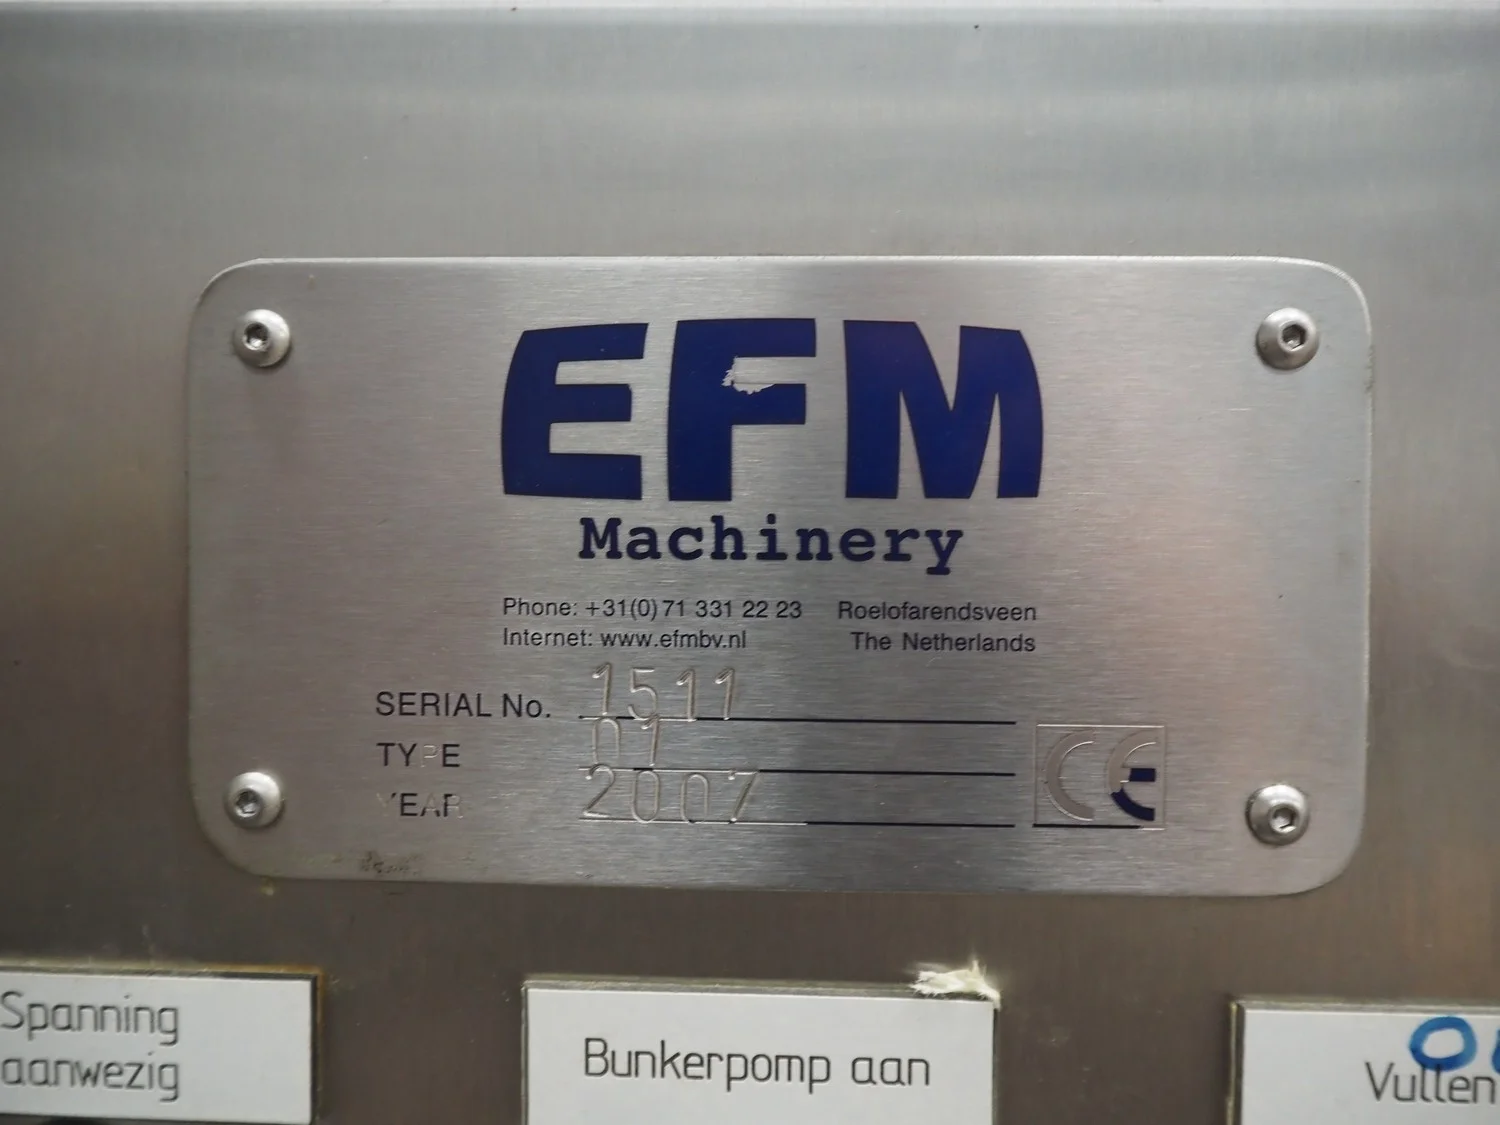 EFM
Machinery
Phone: +31(0)71 331 22 23 Roelofarendsveen
Internet: www.efmbv.nl The Netherlands
SERIAL No. 1511
TYPE 01
YEAR 2007
CE
Spanning
aanwezig
Bunkerpomp aan
Vullen